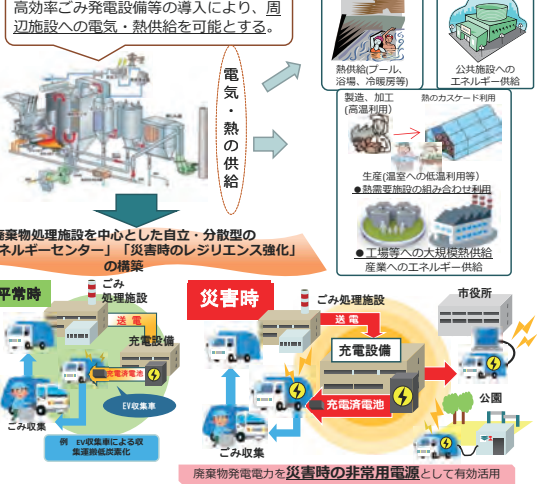 高効率ごみ発電設備等の導入により、周
辺施設への電気・熱供給を可能とする。
電気・熱の供給
熱供給(プール、
浴場、冷暖房等)
公共施設への
エネルギー供給
製造、加工
(高温利用)
熱のカスケード利用
生産(温室への低温利用等)
●熱需要施設の組み合わせ利用
●工場等への大規模熱供給
産業へのエネルギー供給
廃棄物処理施設を中心とした自立・分散型の
ネルギーセンター」「災害時のレジリエンス強化」
の構築
平常時
ごみ
処理施設
送電
充電設備
充電済電池
EV収集車
ごみ収集
例 EV収集車による収
集運搬低炭素化
災害時
ごみ処理施設
送電
市役所
充電設備
充電済電池
公園
ごみ収集
廃棄物発電電力を災害時の非常用電源として有効活用